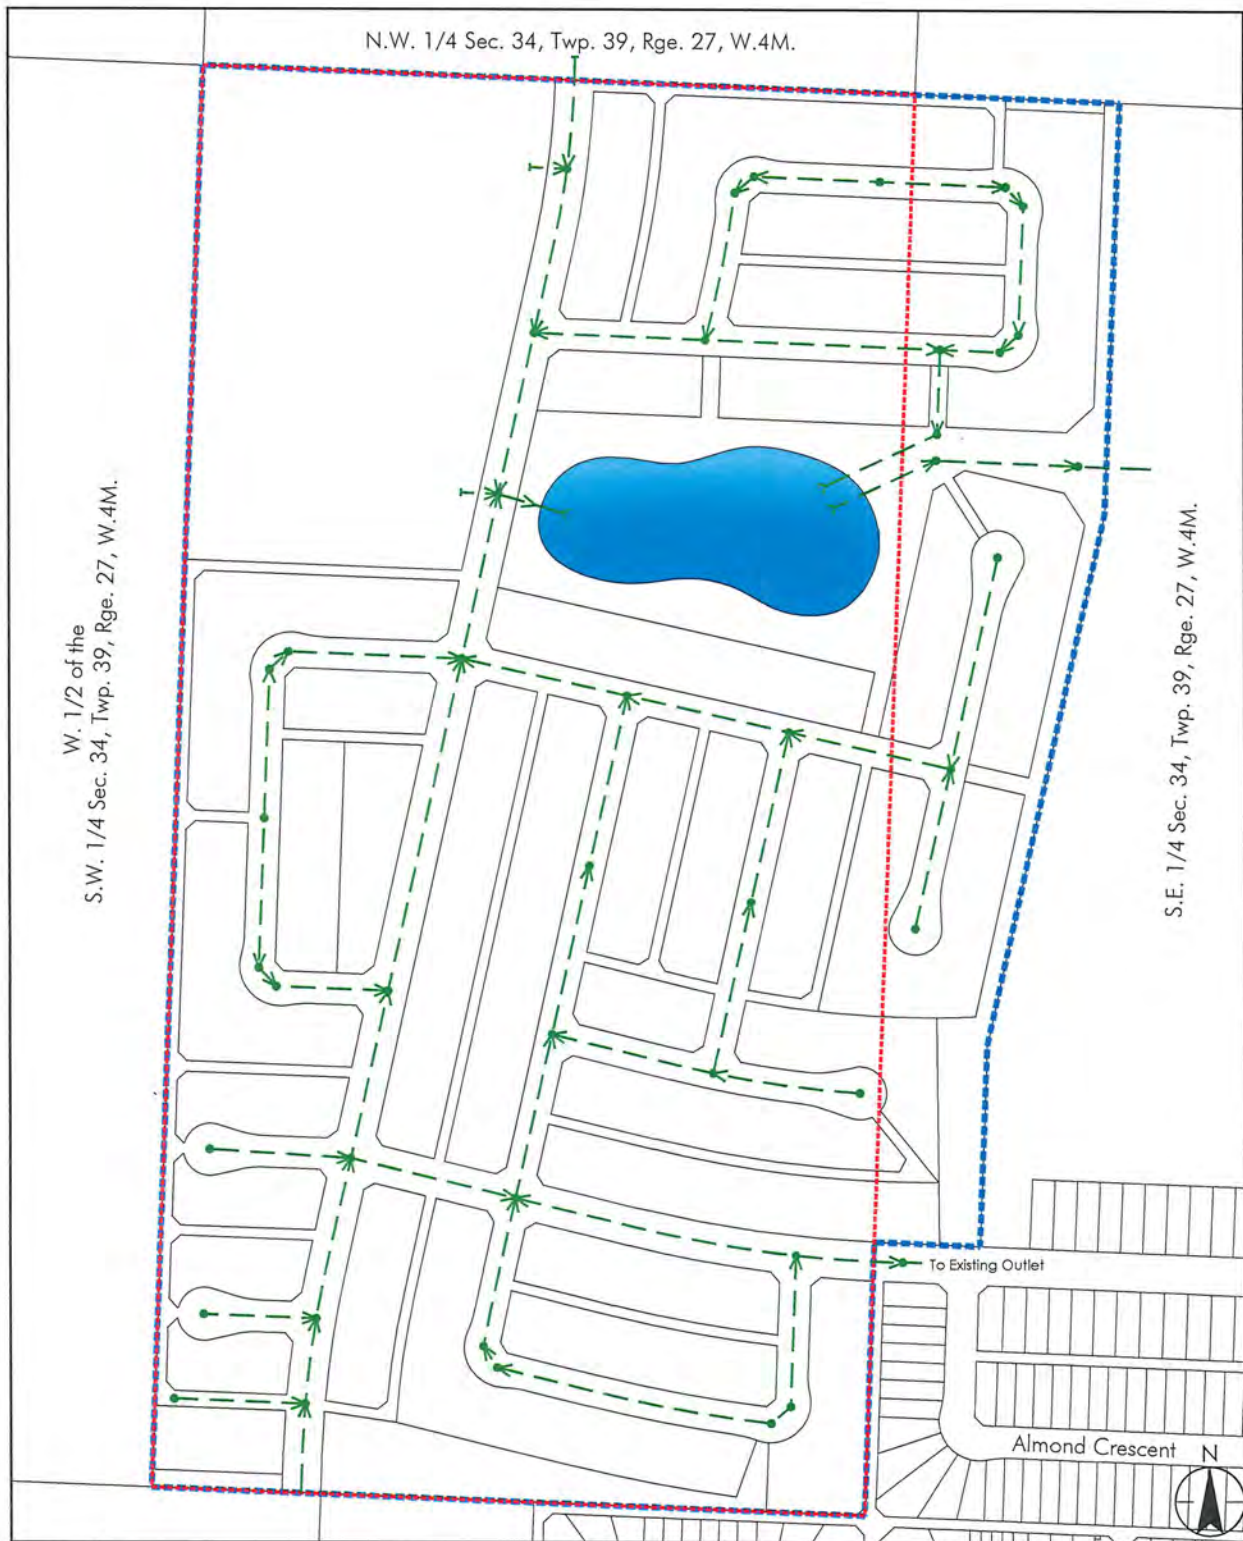 N.W. 1/4 Sec. 34, Twp. 39, Rge. 27, W.4M.
W. 1/2 of the
S.W. 1/4 Sec. 34, Twp. 39, Rge. 27, W.4M.
S.E. 1/4 Sec. 34, Twp. 39, Rge. 27, W.4M.
To Existing Outlet
Almond Crescent
N